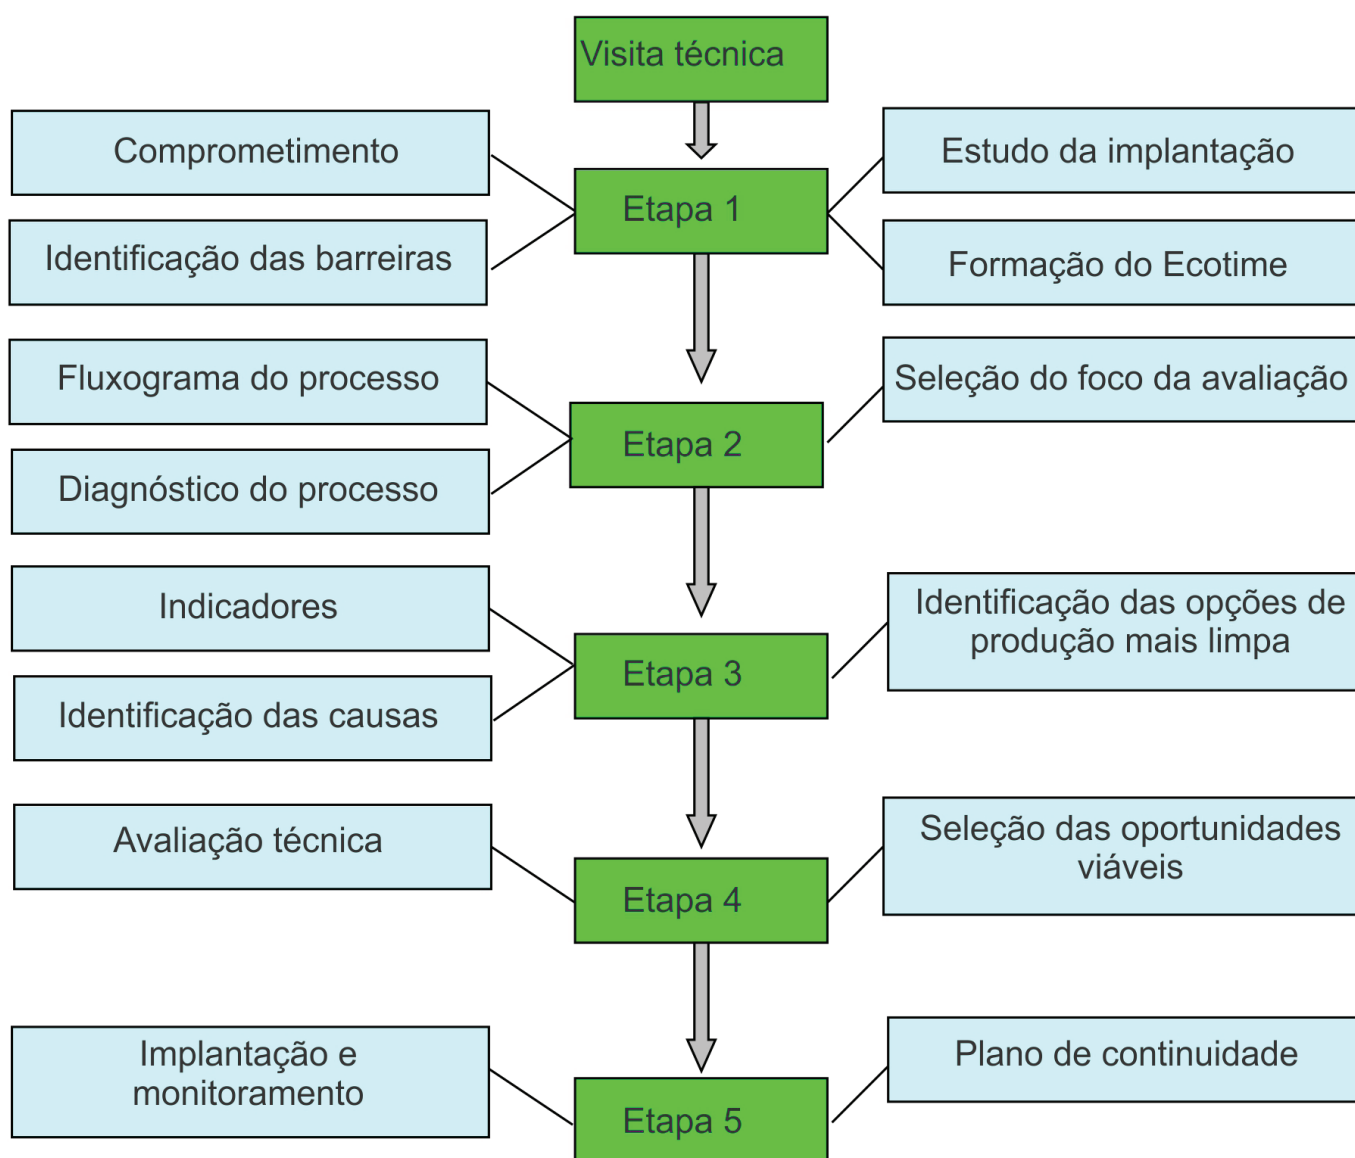 Visita técnica
Comprometimento
Estudo da implantação
Etapa 1
Identificação das barreiras
Formação do Ecotime
Fluxograma do processo
Seleção do foco da avaliação
Etapa 2
Diagnóstico do processo
Indicadores
Identificação das opções de
produção mais limpa
Etapa 3
Identificação das causas
Avaliação técnica
Seleção das oportunidades
viáveis
Etapa 4
Implantação e
monitoramento
Plano de continuidade
Etapa 5